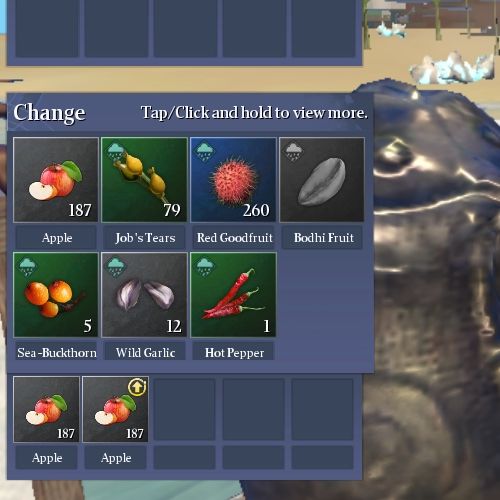 Change Tap/Click and hold to view more.
187 79 260
Apple Job's Tears Red Goodfruit Bodhi Fruit
5 12 1
Sea-Buckthorn Wild Garlic Hot Pepper
187 187
Apple Apple